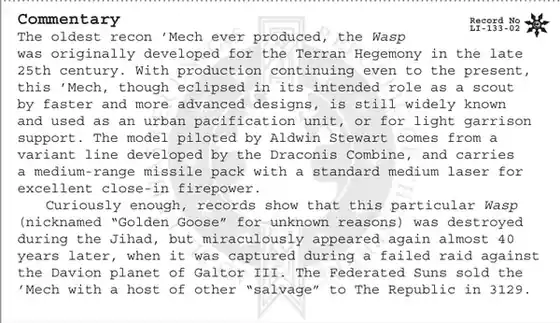 Commentary
Record No
LI-133-02
The oldest recon ’Mech ever produced, the Wasp
was originally developed for the Terran Hegemony in the late
25th century. With production continuing even to the present,
this ’Mech, though eclipsed in its intended role as a scout
by faster and more advanced designs, is still widely known
and used as an urban pacification unit, or for light garrison
support. The model piloted by Aldwin Stewart comes from a
variant line developed by the Draconis Combine, and carries
a medium-range missile pack with a standard medium laser for
excellent close-in firepower.
Curiously enough, records show that this particular Wasp
(nicknamed “Golden Goose” for unknown reasons) was destroyed
during the Jihad, but miraculously appeared again almost 40
years later, when it was captured during a failed raid against
the Davion planet of Galtor III. The Federated Suns sold the
’Mech with a host of other “salvage” to The Republic in 3129.